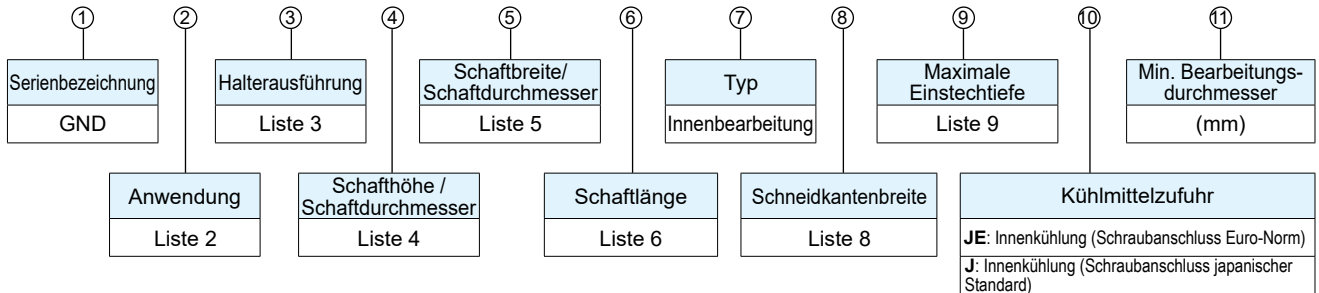 ① ② ③ ④ ⑤ ⑥ ⑦ ⑧ ⑨ ⑩ ⑪
Serienbezeichnung
GND
Halterausführung
Liste 3
Schaftbreite/
Schaftdurchmesser
Liste 5
Typ
Innenbearbeitung
Maximale
Einstechtiefe
Liste 9
Min. Bearbeitungs-
durchmesser
(mm)
Anwendung
Liste 2
Schafthöhe /
Schaftdurchmesser
Liste 4
Schaftlänge
Liste 6
Schneidkantenbreite
Liste 8
Kühlmittelzufuhr
JE: Innenkühlung (Schraubanschluss Euro-Norm)
J: Innenkühlung (Schraubanschluss japanischer
Standard)